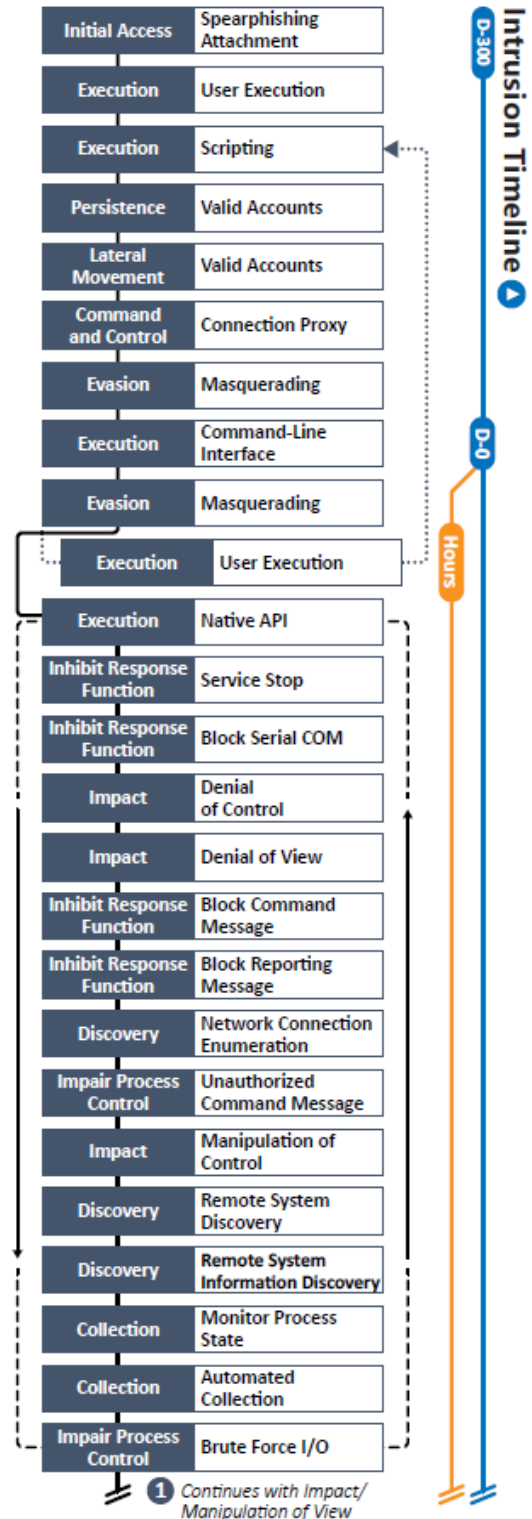 Intrusion Timeline
D-300
Initial Access
Spearphishing
Attachment
Execution
User Execution
Execution
Scripting
Persistence
Valid Accounts
Lateral
Movement
Valid Accounts
Command
and Control
Connection Proxy
Evasion
Masquerading
Execution
Command-Line
Interface
D-0
Evasion
Masquerading
Hours
Execution
User Execution
Execution
Native API
Inhibit Response
Function
Service Stop
Inhibit Response
Function
Block Serial COM
Impact
Denial
of Control
Impact
Denial of View
Inhibit Response
Function
Block Command
Message
Inhibit Response
Function
Block Reporting
Message
Discovery
Network Connection
Enumeration
Impair Process
Control
Unauthorized
Command Message
Impact
Manipulation of
Control
Discovery
Remote System
Discovery
Discovery
Remote System
Information Discovery
Collection
Monitor Process
State
Collection
Automated
Collection
Impair Process
Control
Brute Force I/O
1 Continues with Impact/
Manipulation of View